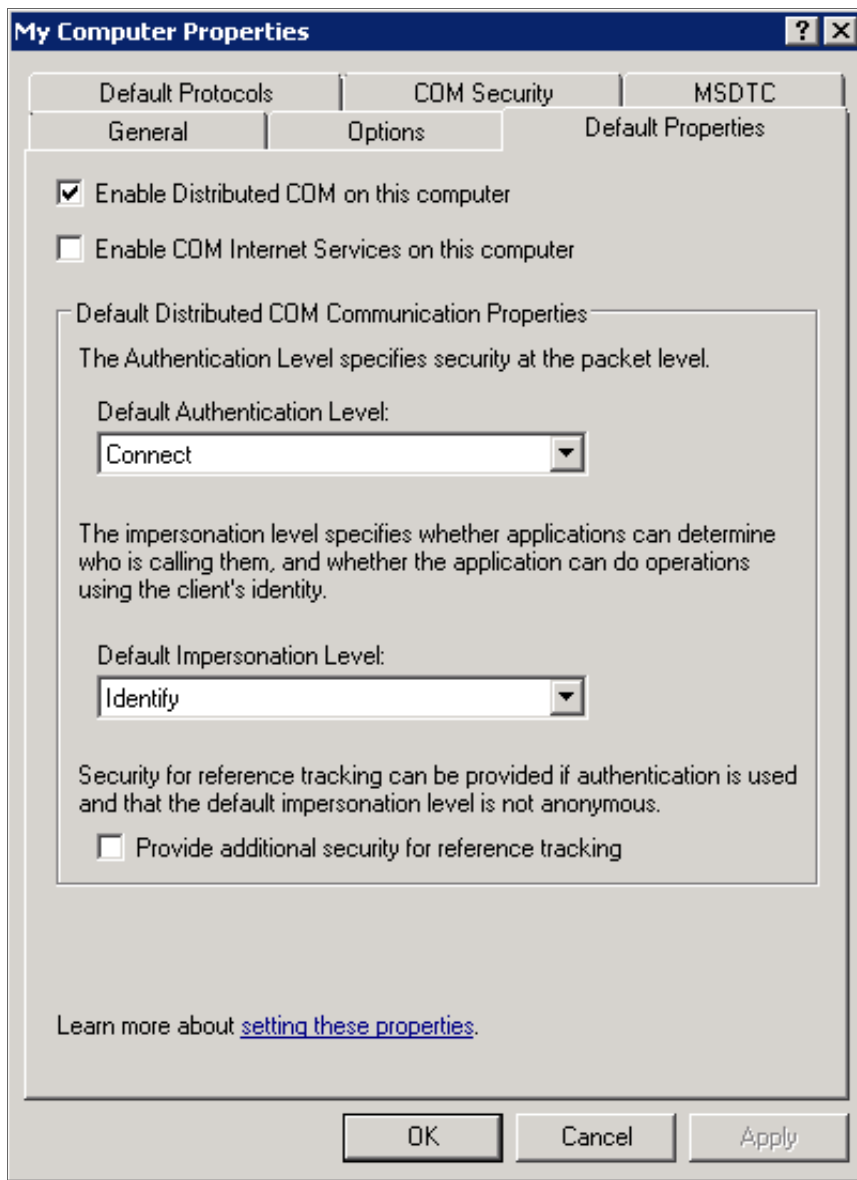 My Computer Properties
Default Protocols
COM Security
MSDTC
General
Options
Default Properties
Enable Distributed COM on this computer
Enable COM Internet Services on this computer
Default Distributed COM Communication Properties
The Authentication Level specifies security at the packet level.
Default Authentication Level:
Connect
The impersonation level specifies whether applications can determine
who is calling them, and whether the application can do operations
using the client's identity.
Default Impersonation Level:
Identify
Security for reference tracking can be provided if authentication is used
and that the default impersonation level is not anonymous.
Provide additional security for reference tracking
Learn more about setting these properties.
OK
Cancel
Apply